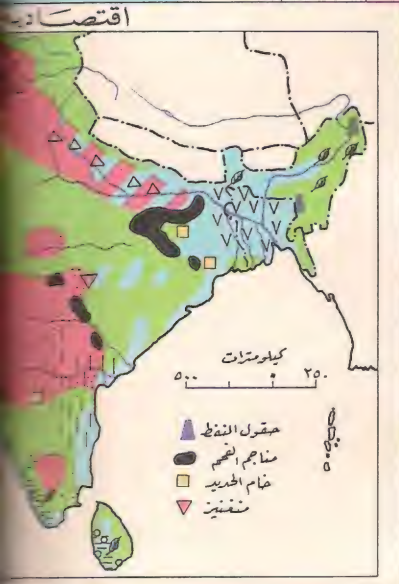 اقتصادية
كيلومترات
٥٠٠ ٢٥٠
حقول النفط
مناجم الفحم
خام الحديد
منغنيز